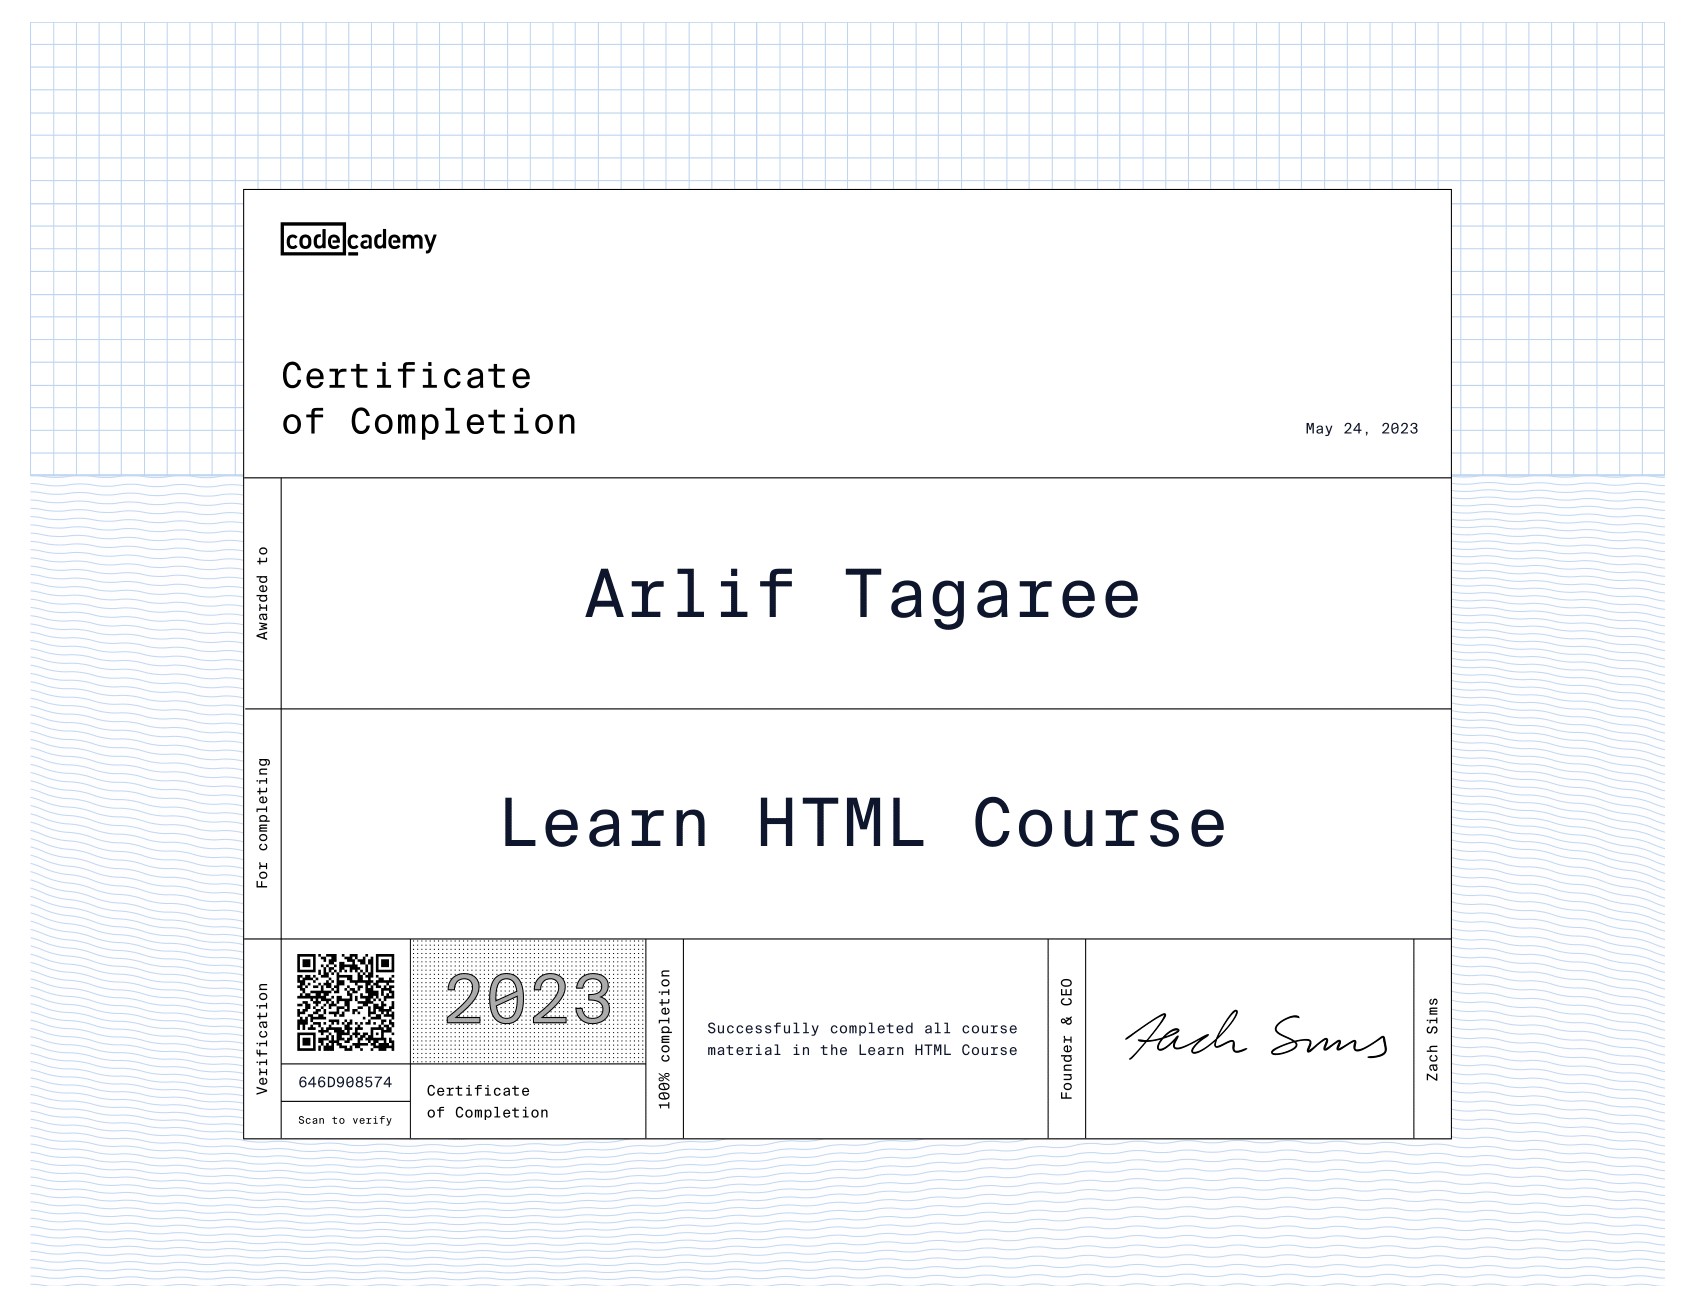 codecademy
Certificate
of Completion
May 24, 2023
Awarded to
Arlif Tagaree
For completing
Learn HTML Course
Verification
646D908574
Scan to verify
2023
Certificate
of Completion
100% completion
Successfully completed all course
material in the Learn HTML Course
Founder & CEO
Zach Sims
Zach Sims